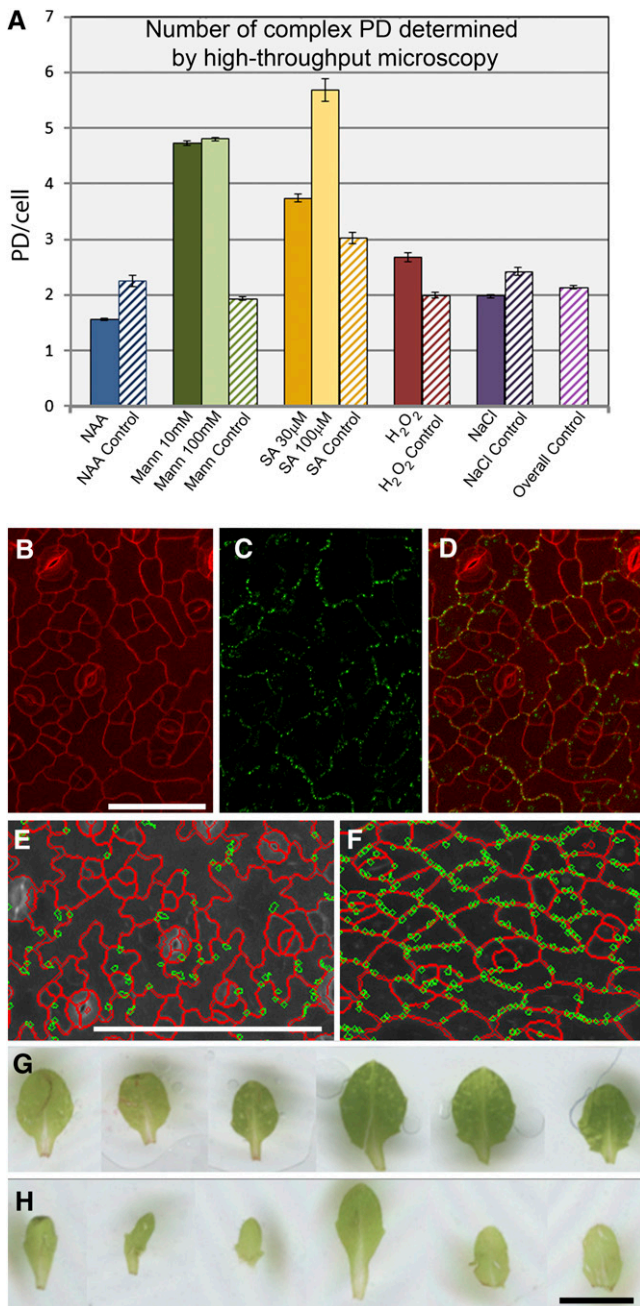 A
Number of complex PD determined
by high-throughput microscopy
PD/cell
7
6
5
4
3
2
1
0
NAA
NAA Control
Mann 10mM
Mann 100mM
Mann Control
SA 30µM
SA 100µM
SA Control
H₂O₂
H₂O₂ Control
NaCl
NaCl Control
Overall Control
B
C
D
E
F
G
H